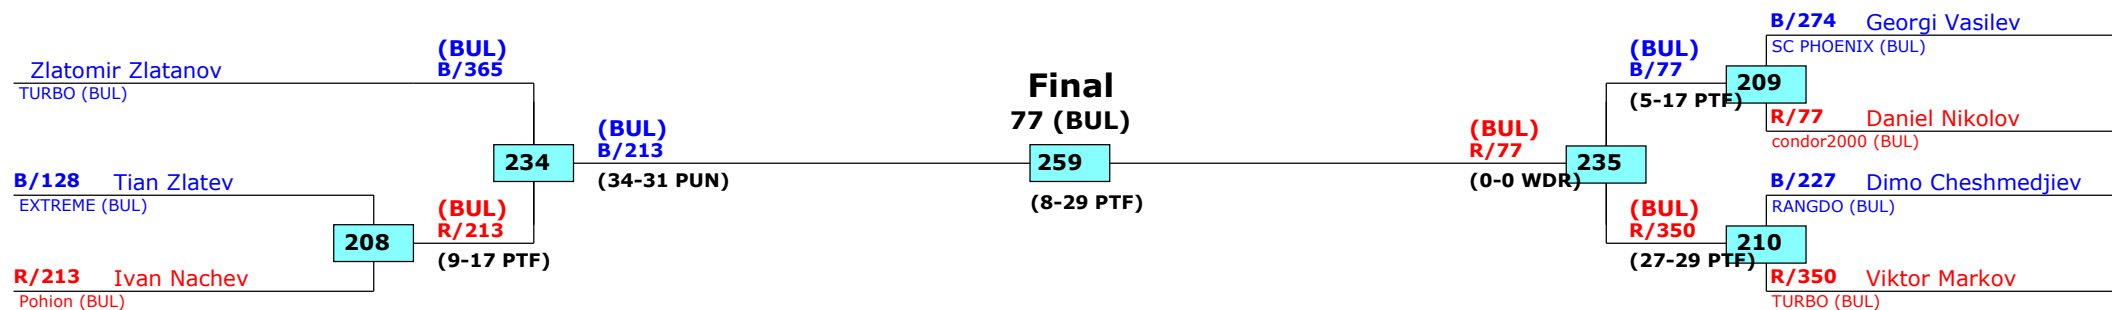 Zlatomir Zlatanov
TURBO (BUL)
(BUL)
B/365
B/128 Tian Zlatev
EXTREME (BUL)
208
R/213 Ivan Nachev
Pohion (BUL)
(BUL)
R/213
(9-17 PTF)
234
(BUL)
B/213
(34-31 PUN)
Final
77 (BUL)
259
(8-29 PTF)
(BUL)
R/77
(0-0 WDR)
235
(BUL)
B/77
(5-17 PTF)
209
B/274 Georgi Vasilev
SC PHOENIX (BUL)
R/77 Daniel Nikolov
condor2000 (BUL)
(BUL)
R/350
(27-29 PTF)
210
B/227 Dimo Cheshmedjiev
RANGDO (BUL)
R/350 Viktor Markov
TURBO (BUL)